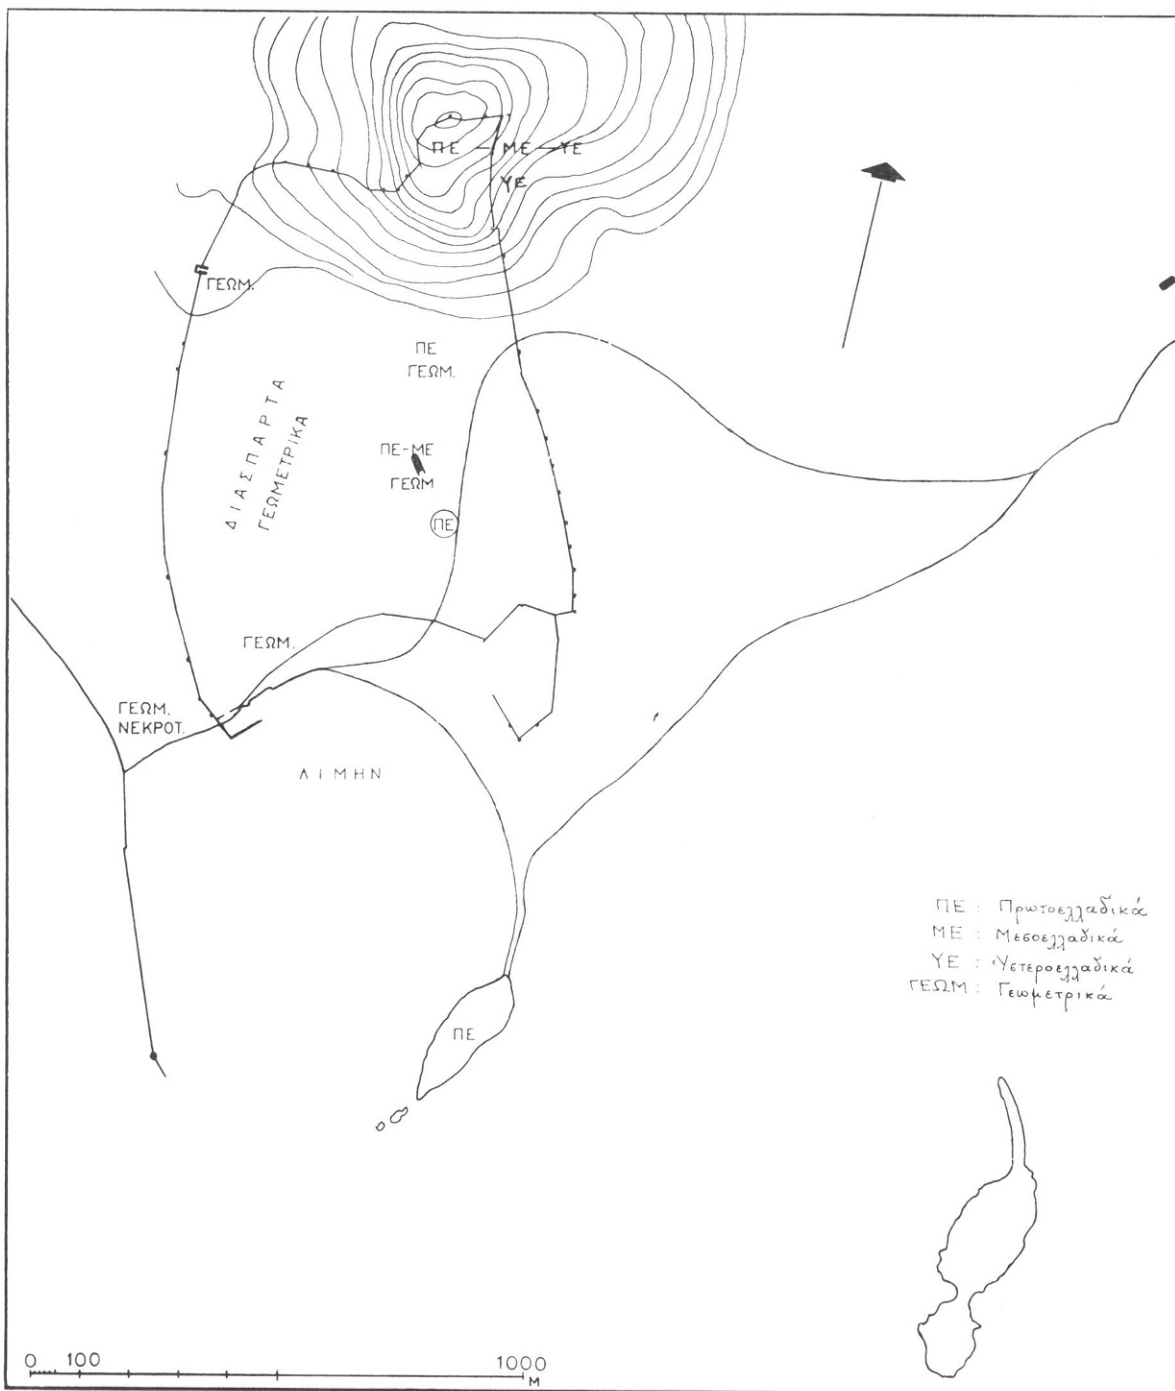 ΠΕ — ΜΕ — ΥΕ
ΥΕ
ΓΕΩΜ.
ΠΕ
ΓΕΩΜ.
ΔΙΑΣΠΑΡΤΑ
ΓΕΩΜΕΤΡΙΚΑ
ΠΕ-ΜΕ
ΓΕΩΜ
ΠΕ
ΓΕΩΜ.
ΓΕΩΜ.
ΝΕΚΡΟΤ.
ΛΙΜΗΝ
ΠΕ : Πρωτοελλαδικά
ΜΕ : Μεσοελλαδικά
ΥΕ : Ὑστεροελλαδικά
ΓΕΩΜ : Γεωμετρικά
ΠΕ
0 100 1000
Μ